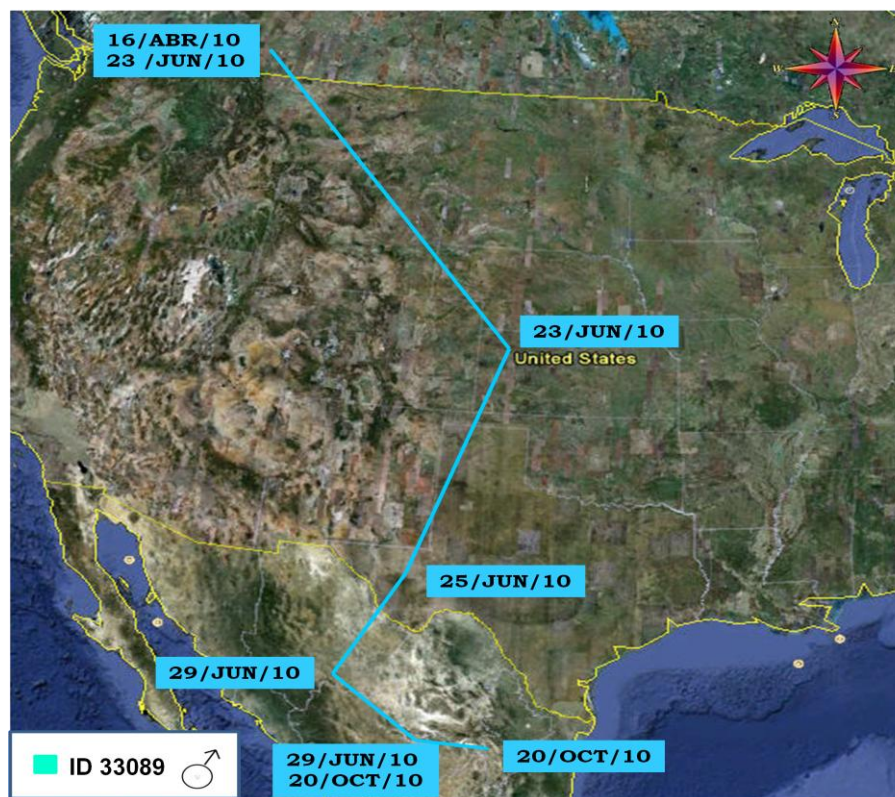 16/ABR/10
23 /JUN/10
N
W
E
S
23/JUN/10
United States
25/JUN/10
29/JUN/10
29/JUN/10
20/OCT/10
20/OCT/10
ID 33089